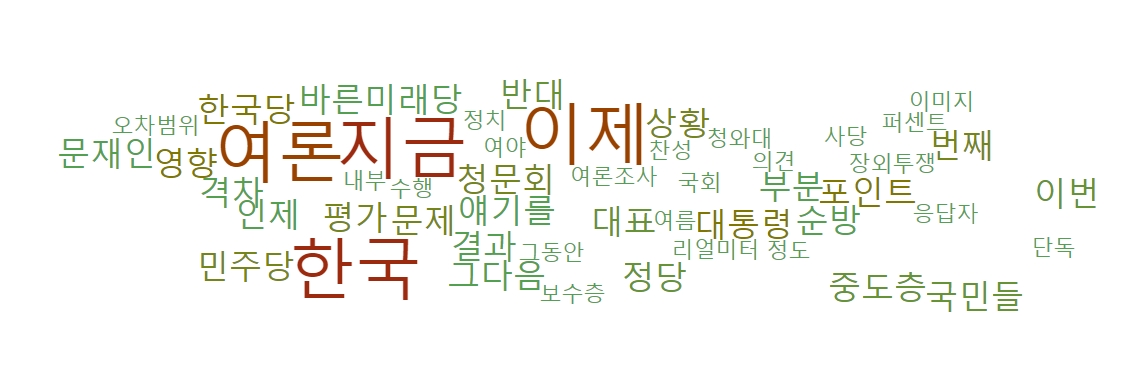 이미지
바른미래당
반대
한국당
오차범위
정치
이제
상황
퍼센트
여론
지금
청와대
사당
번째
문재인
영향
여야
찬성
의견
장외투쟁
격차
내부
수행
청문회
여론조사
국회
부분
포인트
이번
인제
평가
문제
얘기를
대표
여름
대통령
순방
응답자
민주당
한국
결과
그동안
리얼미터
정도
단독
그다음
보수층
정당
중도층
국민들